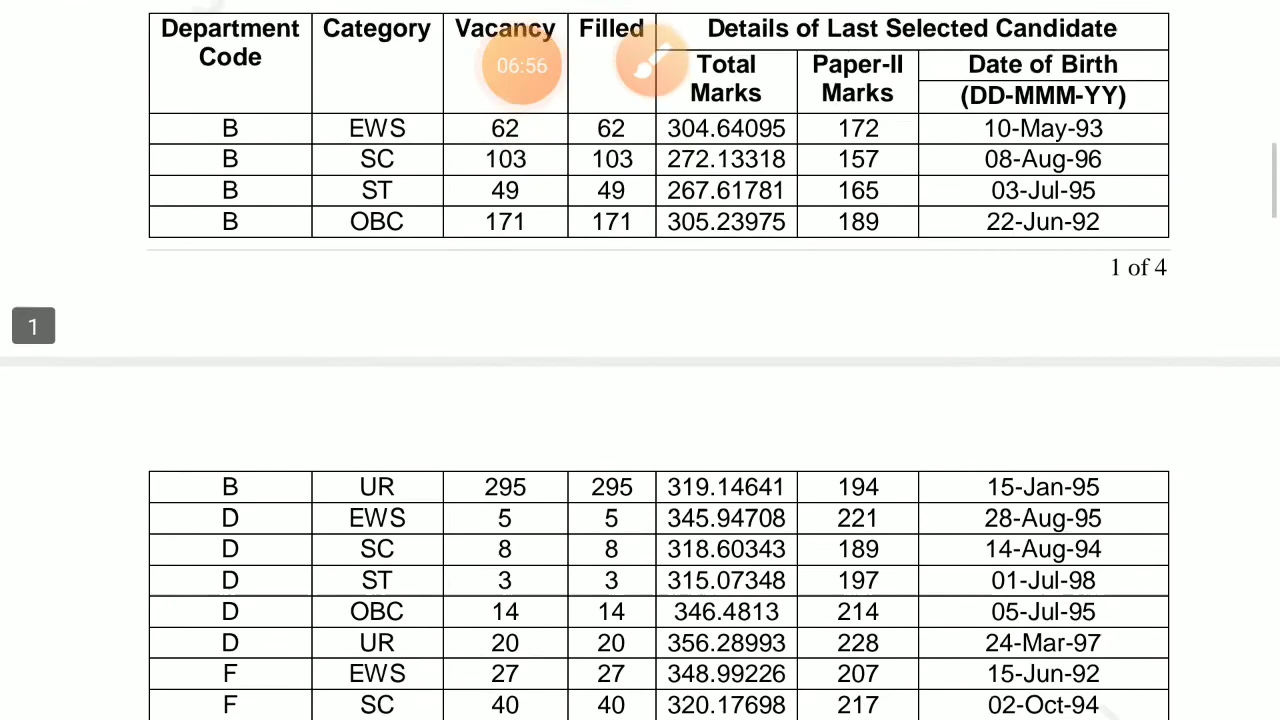 Department Code Category Vacancy Filled Details of Last Selected Candidate
Total Marks Paper-II Marks Date of Birth
(DD-MMM-YY)
06:56
B EWS 62 62 304.64095 172 10-May-93
B SC 103 103 272.13318 157 08-Aug-96
B ST 49 49 267.61781 165 03-Jul-95
B OBC 171 171 305.23975 189 22-Jun-92
1 of 4
1
B UR 295 295 319.14641 194 15-Jan-95
D EWS 5 5 345.94708 221 28-Aug-95
D SC 8 8 318.60343 189 14-Aug-94
D ST 3 3 315.07348 197 01-Jul-98
D OBC 14 14 346.4813 214 05-Jul-95
D UR 20 20 356.28993 228 24-Mar-97
F EWS 27 27 348.99226 207 15-Jun-92
F SC 40 40 320.17698 217 02-Oct-94